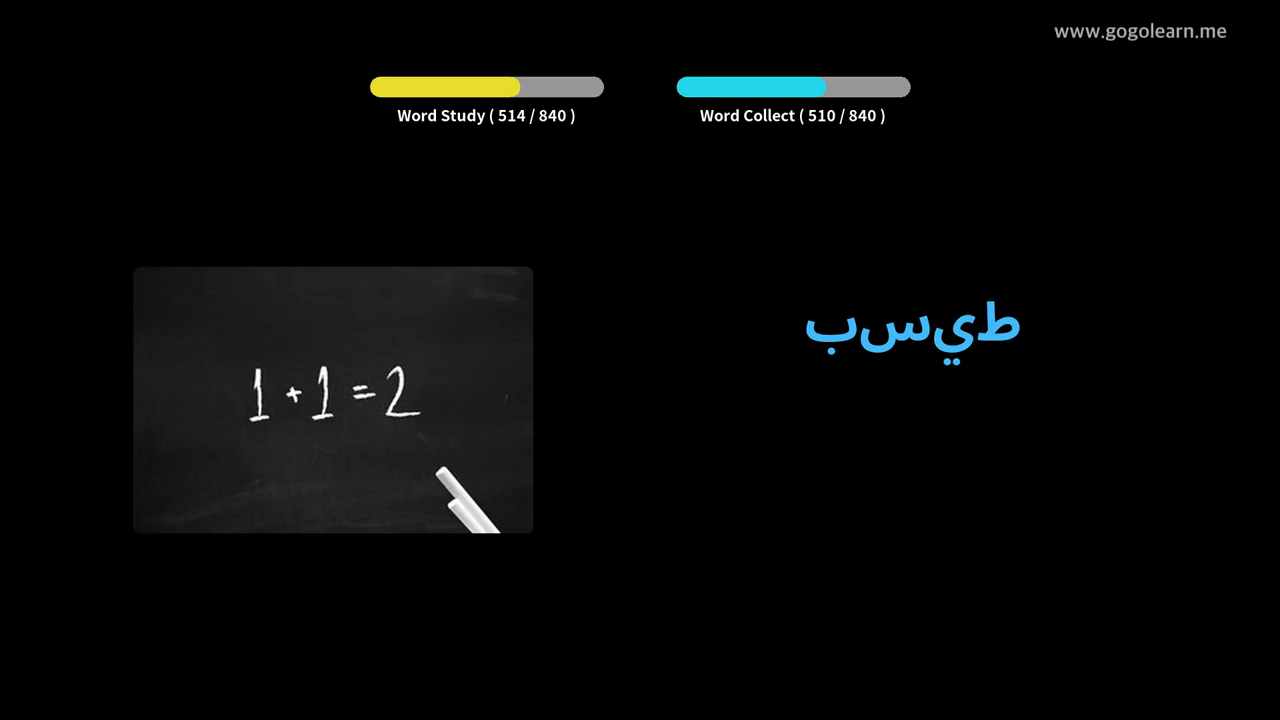 www.gogolearn.me
Word Study ( 514 / 840 )
Word Collect ( 510 / 840 )
بسيط
1 + 1 = 2